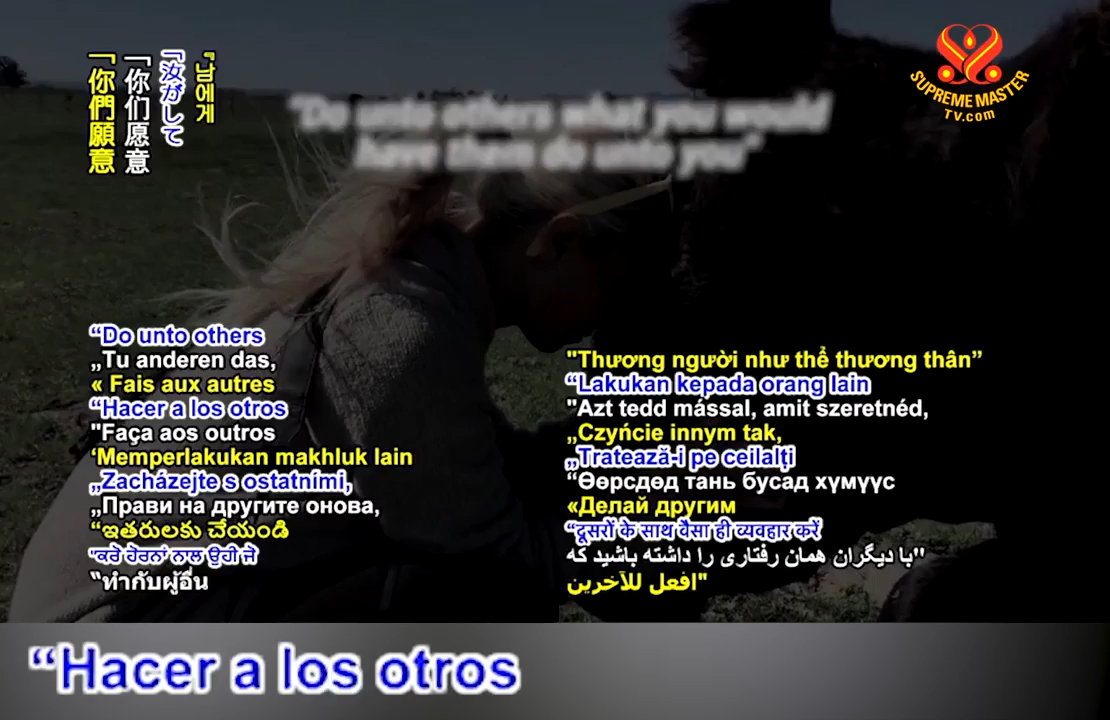 「你們願意
「你们愿意
「汝がして
"남에게
"Do unto others what you would
have them do unto you"
SUPREME MASTER
TV.com
“Do unto others
„Tu anderen das,
« Fais aux autres
“Hacer a los otros
"Faça aos outros
‘Memperlakukan makhluk lain
„Zacházejte s ostatními,
„Прави на другите онова,
“ఇతరులకు చేయండి
"ਕਰੋ ਹੋਰਨਾਂ ਨਾਲ ਉਹੀ ਜੋ
“ทำกับผู้อื่น
"Thương người như thể thương thân”
“Lakukan kepada orang lain
"Azt tedd mással, amit szeretnéd,
„Czyńcie innym tak,
„Tratează-i pe ceilalți
“Өөрсдөд тань бусад хүмүүс
«Делай другим
“दूसरों के साथ वैसा ही व्यवहार करें
"با دیگران همان رفتاری را داشته باشید که
"افعل للآخرين
“Hacer a los otros